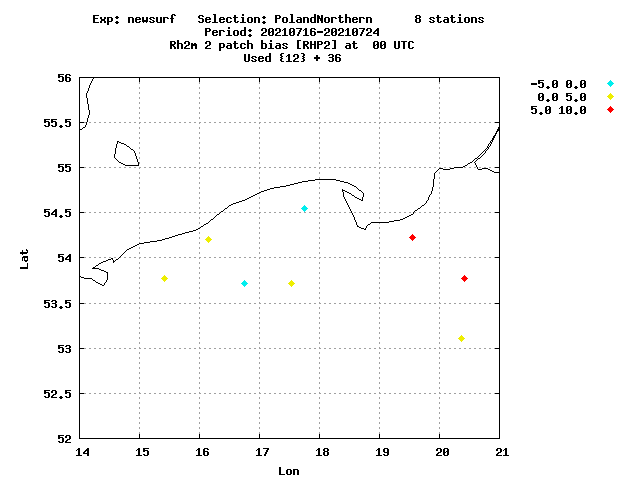 Exp: newsurf   Selection: PolandNorthern      8 stations
Period: 20210716-20210724
Rh2m 2 patch bias [RHP2] at  00 UTC
Used {12} + 36
56
55.5
55
54.5
54
53.5
53
52.5
52
Lat
14 15 16 17 18 19 20 21
Lon
-5.0 0.0
0.0 5.0
5.0 10.0